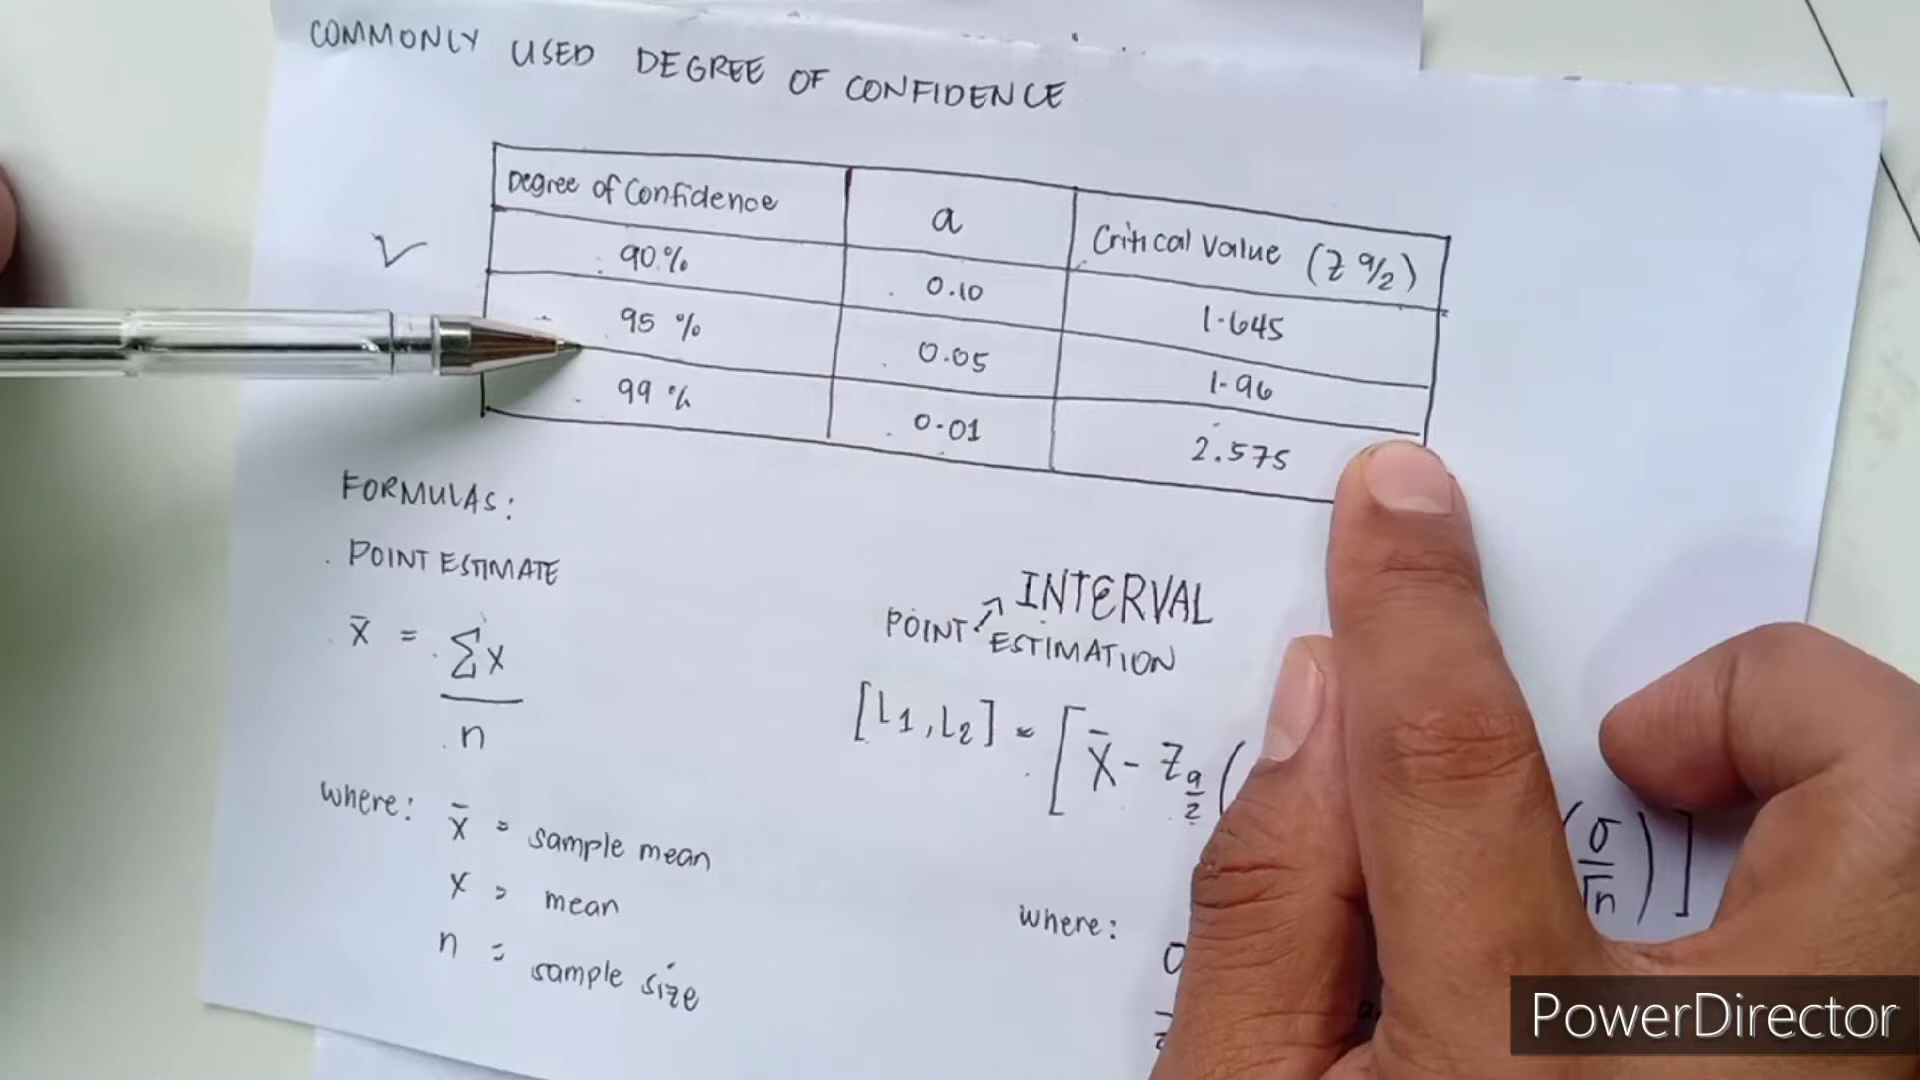 COMMONLY USED DEGREE OF CONFIDENCE
Degree of Confidence a Critical Value (Z a/2)
90% 0.10 1.645
95 % 0.05 1.96
99 % 0.01 2.575
FORMULAS:
POINT ESTIMATE
x̄ = Σx
n
INTERVAL
POINT ESTIMATION
[L1, L2] = [x̄ - Z a/2 ( (σ/√n)]
where: x̄ = sample mean
x = mean
n = sample size
where:
PowerDirector